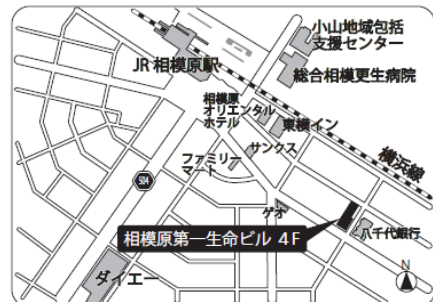 小山地域包括
支援センター
JR 相模原駅
総合相模更生病院
相模原
オリエンタル
ホテル
東横イン
横浜線
サンクス
ファミリー
マート
504
ゲオ
八千代銀行
相模原第一生命ビル 4F
ダイエー
N